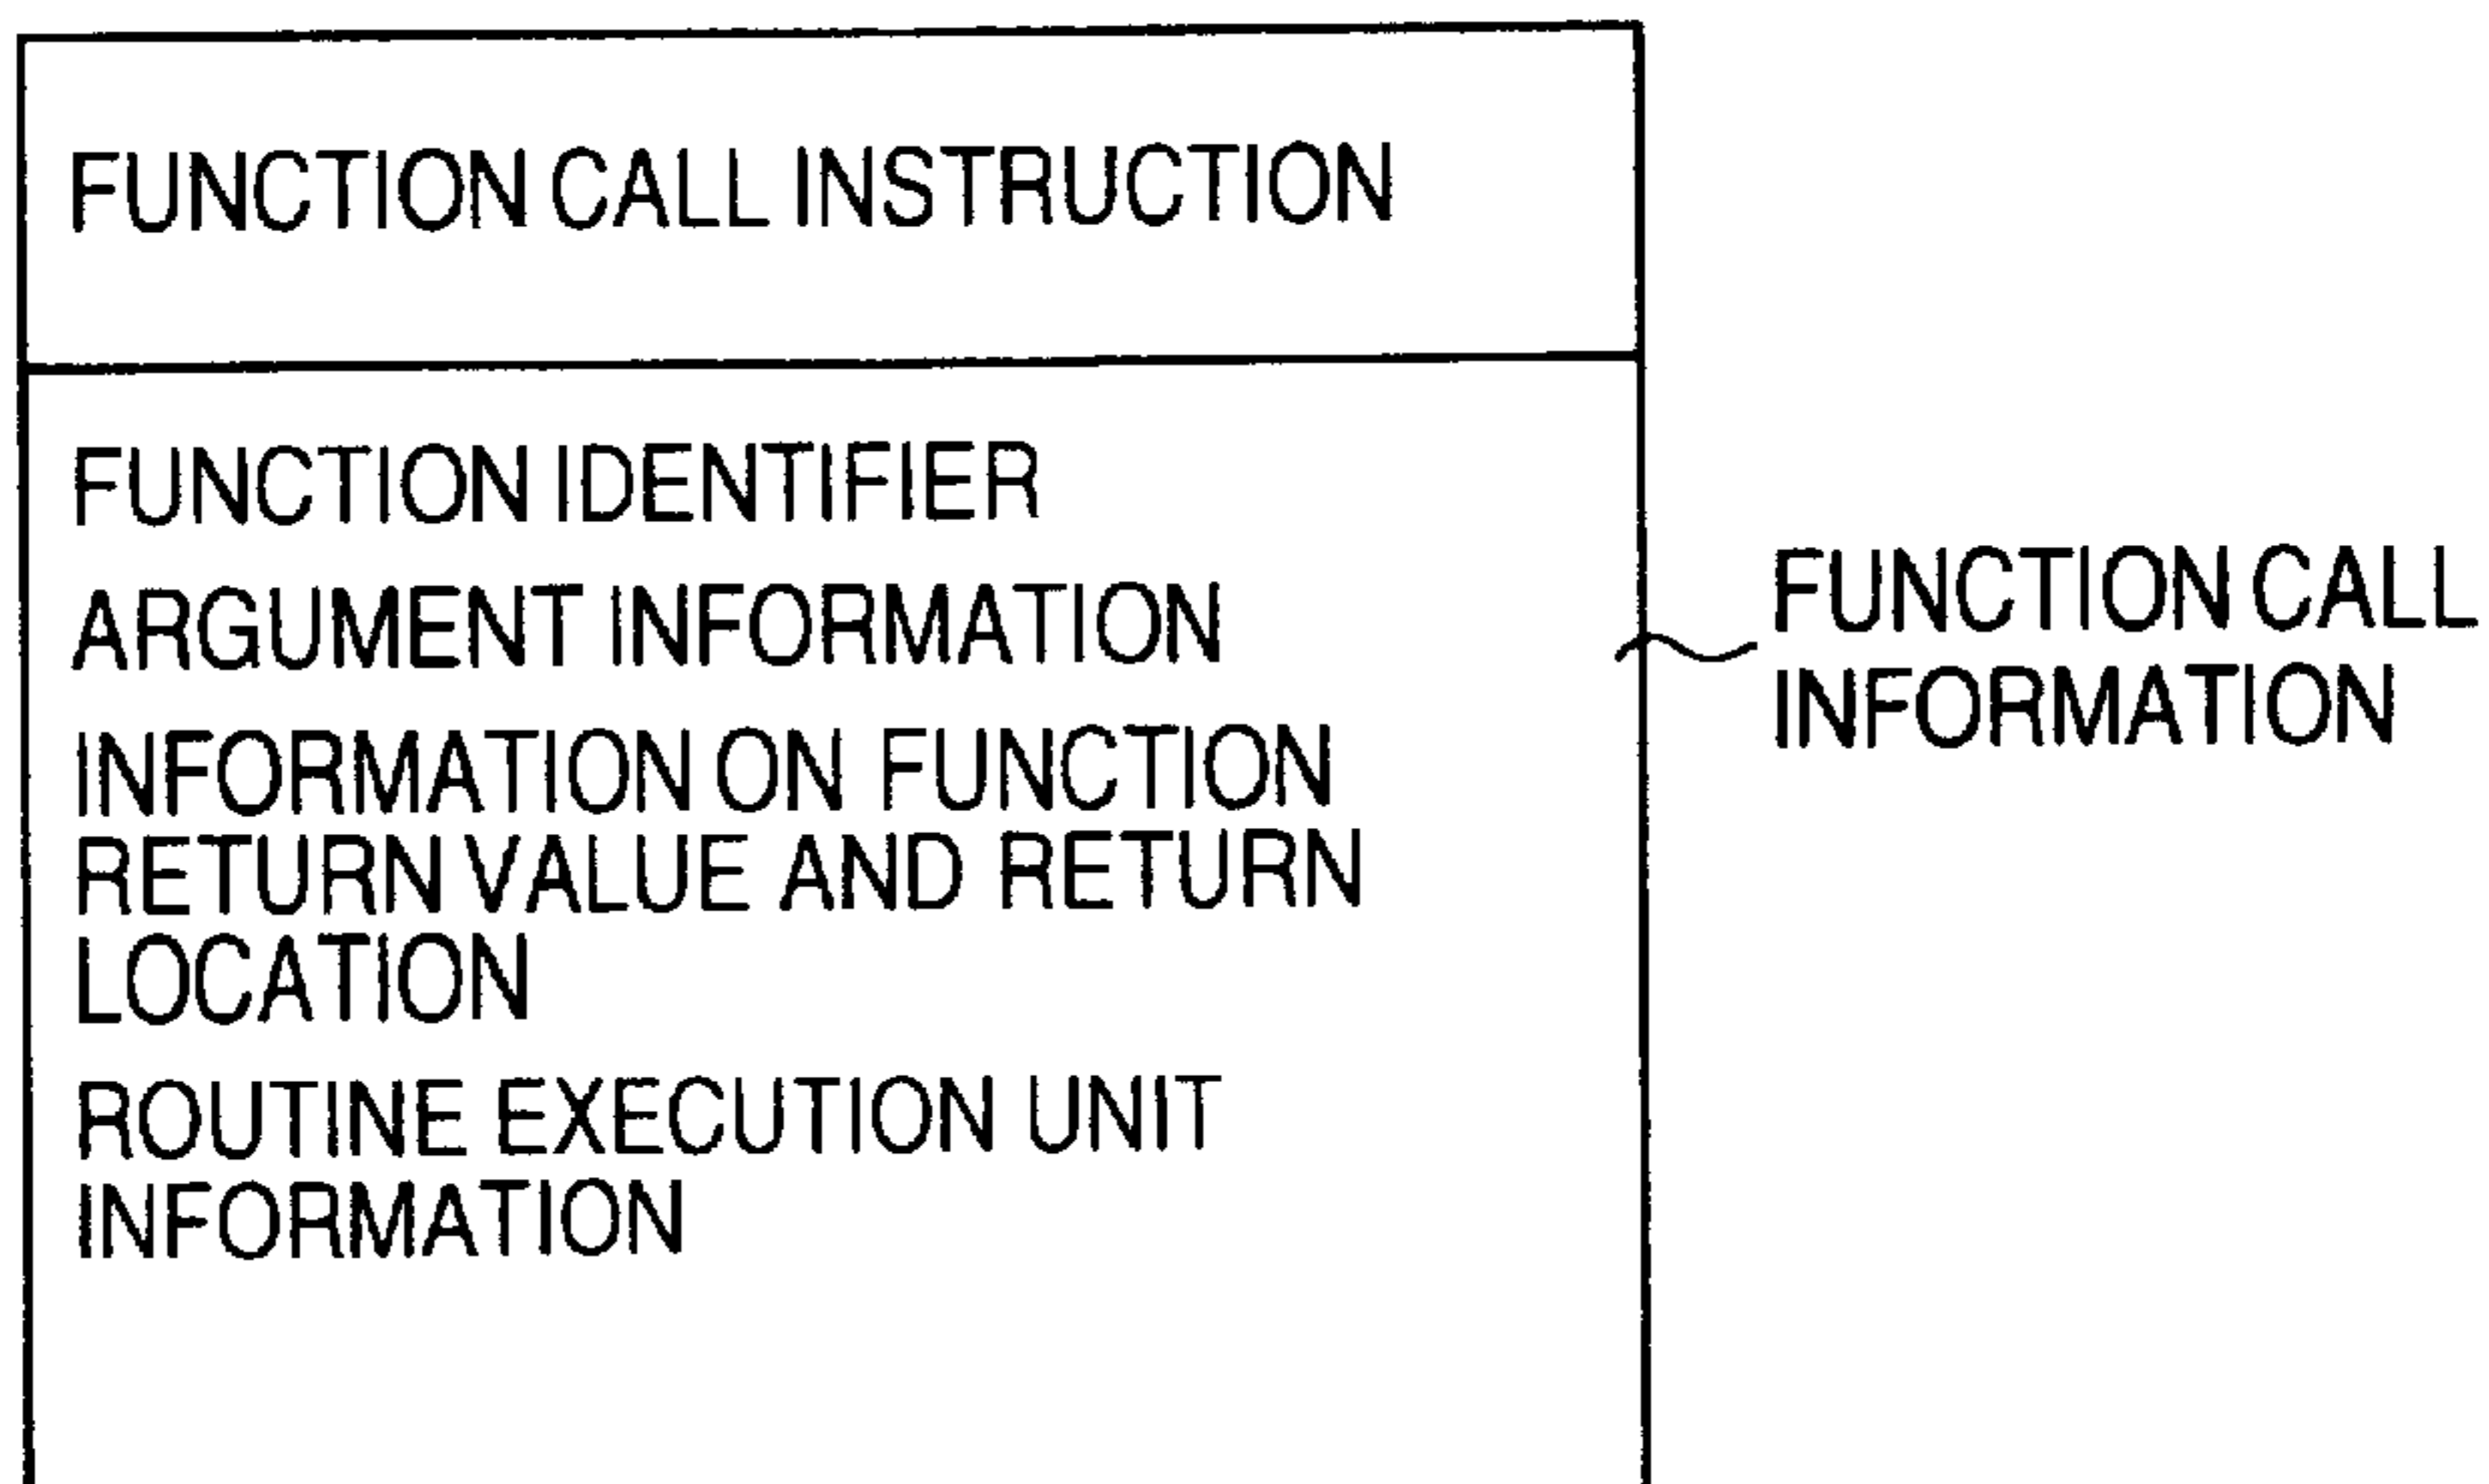 FUNCTION CALL INSTRUCTION
FUNCTION IDENTIFIER
ARGUMENT INFORMATION
INFORMATION ON FUNCTION
RETURN VALUE AND RETURN
LOCATION
ROUTINE EXECUTION UNIT
INFORMATION
FUNCTION CALL
INFORMATION